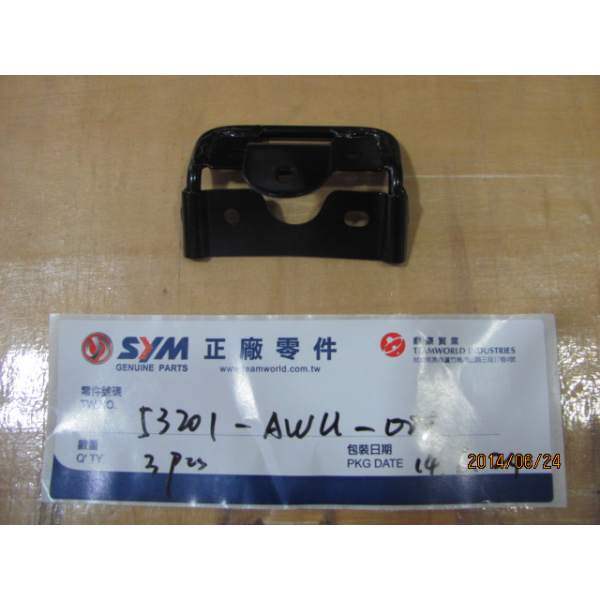 SYM
GENUINE PARTS
正廠零件
www.teamworld.com.tw
TEAMWORLD INDUSTRIES
零件號碼
53201-AWU-
數量
Q'TY
3 pcs
包裝日期
PKG DATE
14
2014/06/24